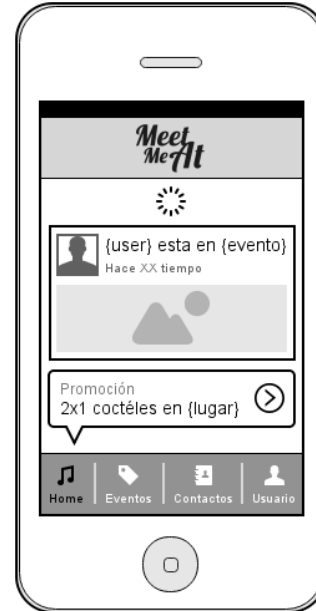 Meet
Me At
{user} esta en {evento}
Hace XX tiempo
Promoción
2x1 coctéles en {lugar}
Home Eventos Contactos Usuario